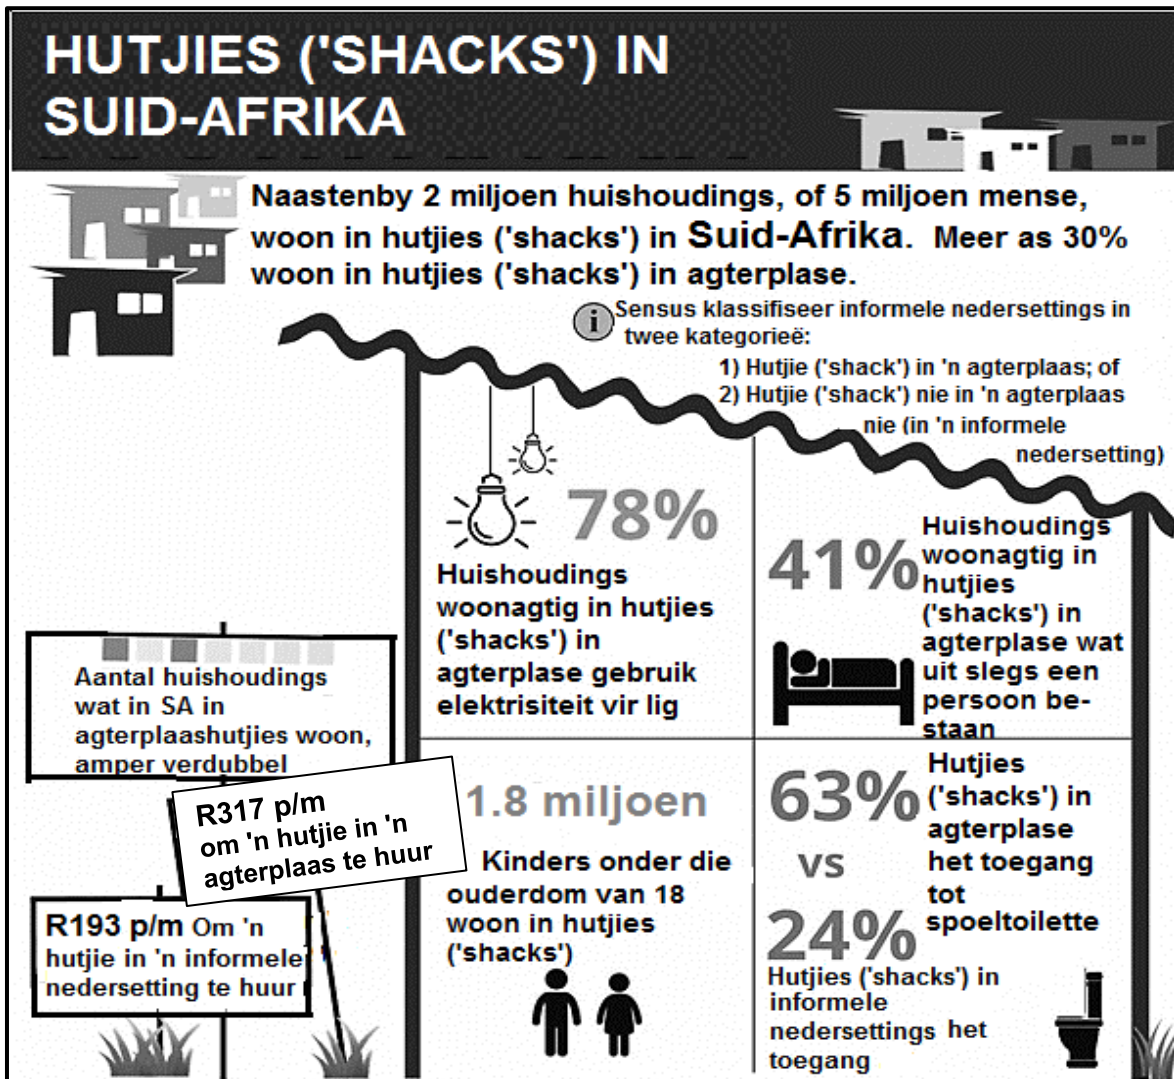 HUTJIES ('SHACKS') IN
SUID-AFRIKA
Naastenby 2 miljoen huishoudings, of 5 miljoen mense,
woon in hutjies ('shacks') in Suid-Afrika. Meer as 30%
woon in hutjies ('shacks') in agterplase.
i
Sensus klassifiseer informele nedersettings in
twee kategorieë:
1) Hutjie ('shack') in 'n agterplaas; of
2) Hutjie ('shack') nie in 'n agterplaas
nie (in 'n informele
nedersetting)
78%
Huishoudings
woonagtig in hutjies
('shacks') in
agterplase gebruik
elektrisiteit vir lig
41%
Huishoudings
woonagtig in
hutjies
('shacks') in
agterplase wat
uit slegs een
persoon be-
staan
Aantal huishoudings
wat in SA in
agterplaashutjies woon,
amper verdubbel
R317 p/m
om 'n hutjie in 'n
agterplaas te huur
R193 p/m Om 'n
hutjie in 'n informele
nedersetting te huur
1.8 miljoen
Kinders onder die
ouderdom van 18
woon in hutjies
('shacks')
63%
vs
24%
Hutjies
('shacks') in
agterplase
het toegang
tot
spoeltoilette
Hutjies ('shacks') in
informele
nedersettings het
toegang